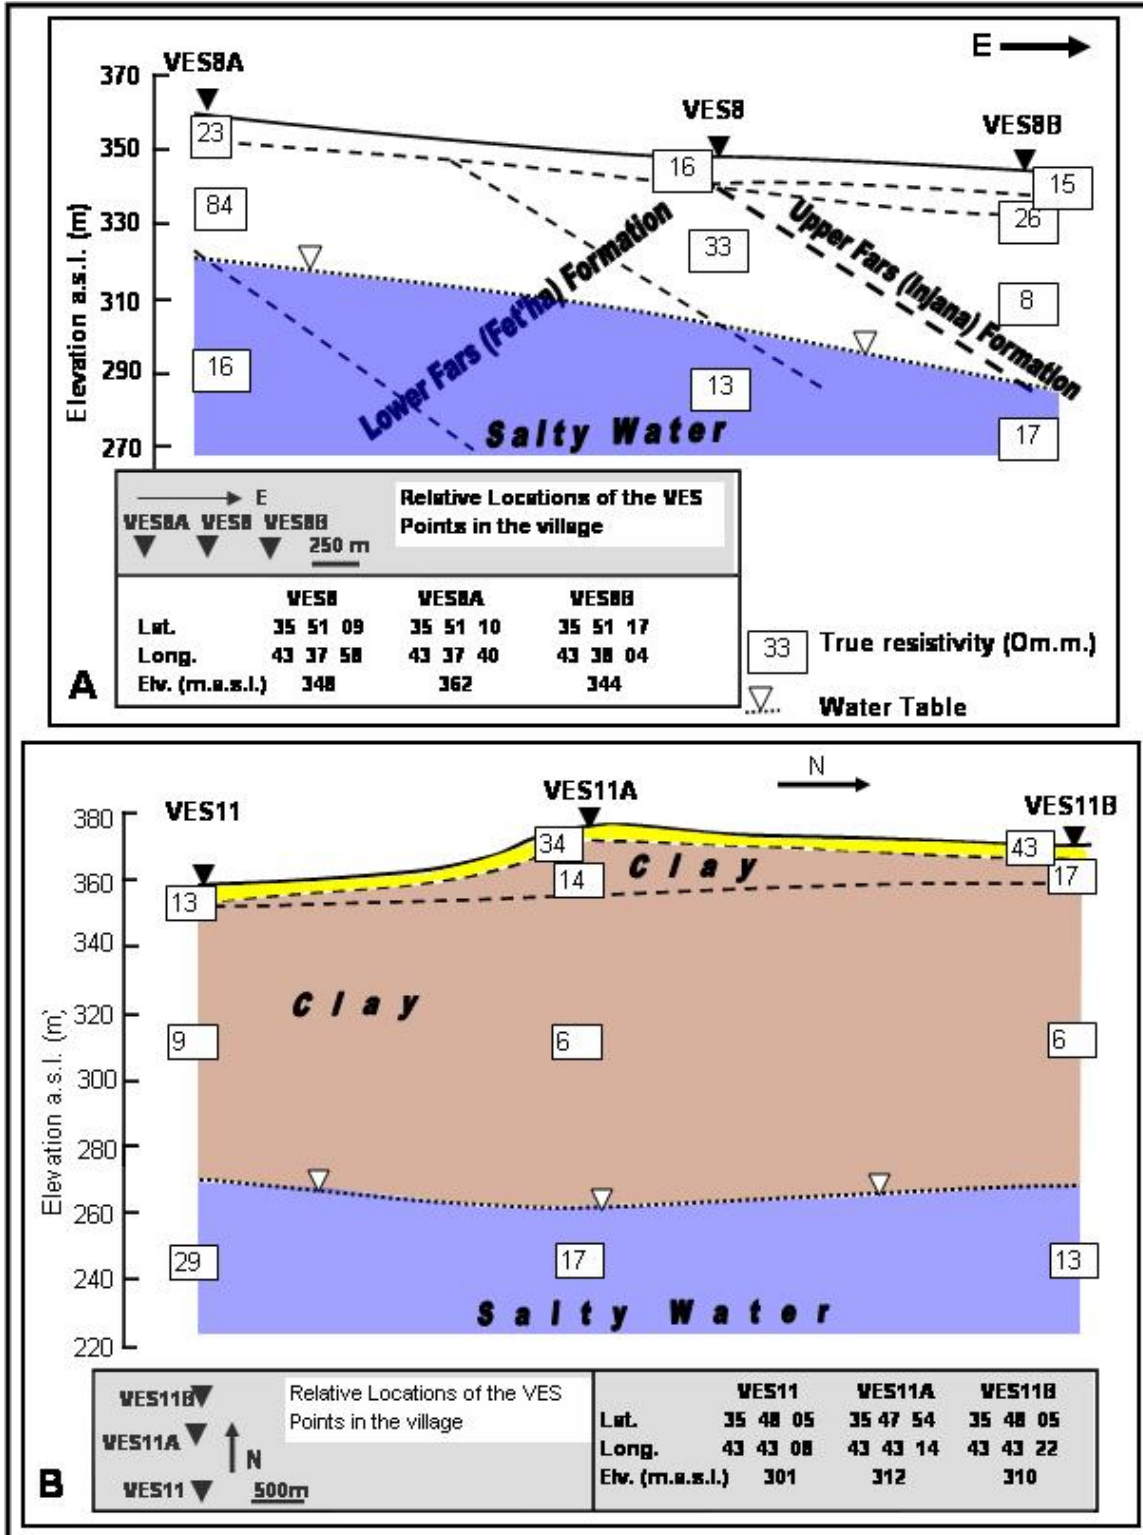 E
VES8A
VES8
VES8B
370
350
330
310
290
270
Elevation a.s.l. (m)
23
16
15
84
33
26
8
16
13
17
Lower Fars (Fet'ha) Formation
Upper Fars (Injana) Formation
Salty Water
E
VES8A VES8 VES8B
250 m
Relative Locations of the VES
Points in the village
VES8 VES8A VES8B
Lat. 35 51 09 35 51 10 35 51 17
Long. 43 37 58 43 37 40 43 38 04
Elv. (m.a.s.l.) 348 362 344
A
33 True resistivity (Om.m.)
Water Table
N
VES11
VES11A
VES11B
380
360
340
320
300
280
260
240
220
Elevation a.s.l. (m)
34
43
13
14
17
Clay
Clay
9
6
6
29
17
13
Salty Water
VES11B
VES11A
N
VES11
500m
Relative Locations of the VES
Points in the village
VES11 VES11A VES11B
Lat. 35 48 05 35 47 54 35 48 05
Long. 43 43 08 43 43 14 43 43 22
Elv. (m.a.s.l.) 301 312 310
B